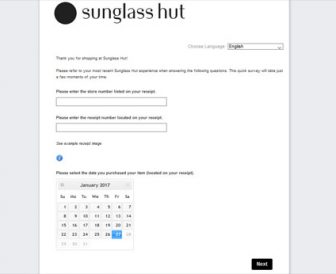 sunglass hut
Choose Language: English
Thank you for shopping at Sunglass Hut!
Please refer to your most recent Sunglass Hut experience when answering the following questions. This quick survey will take just
a few moments of your time.
Please enter the store number listed on your receipt.
Please enter the receipt number located on your receipt.
See example receipt image
Please select the date you purchased your item (located on your receipt).
January 2017
Su Mo Tu We Th Fr Sa
1 2 3 4 5 6 7
8 9 10 11 12 13 14
15 16 17 18 19 20 21
22 23 24 25 26 27 28
29 30 31
Next